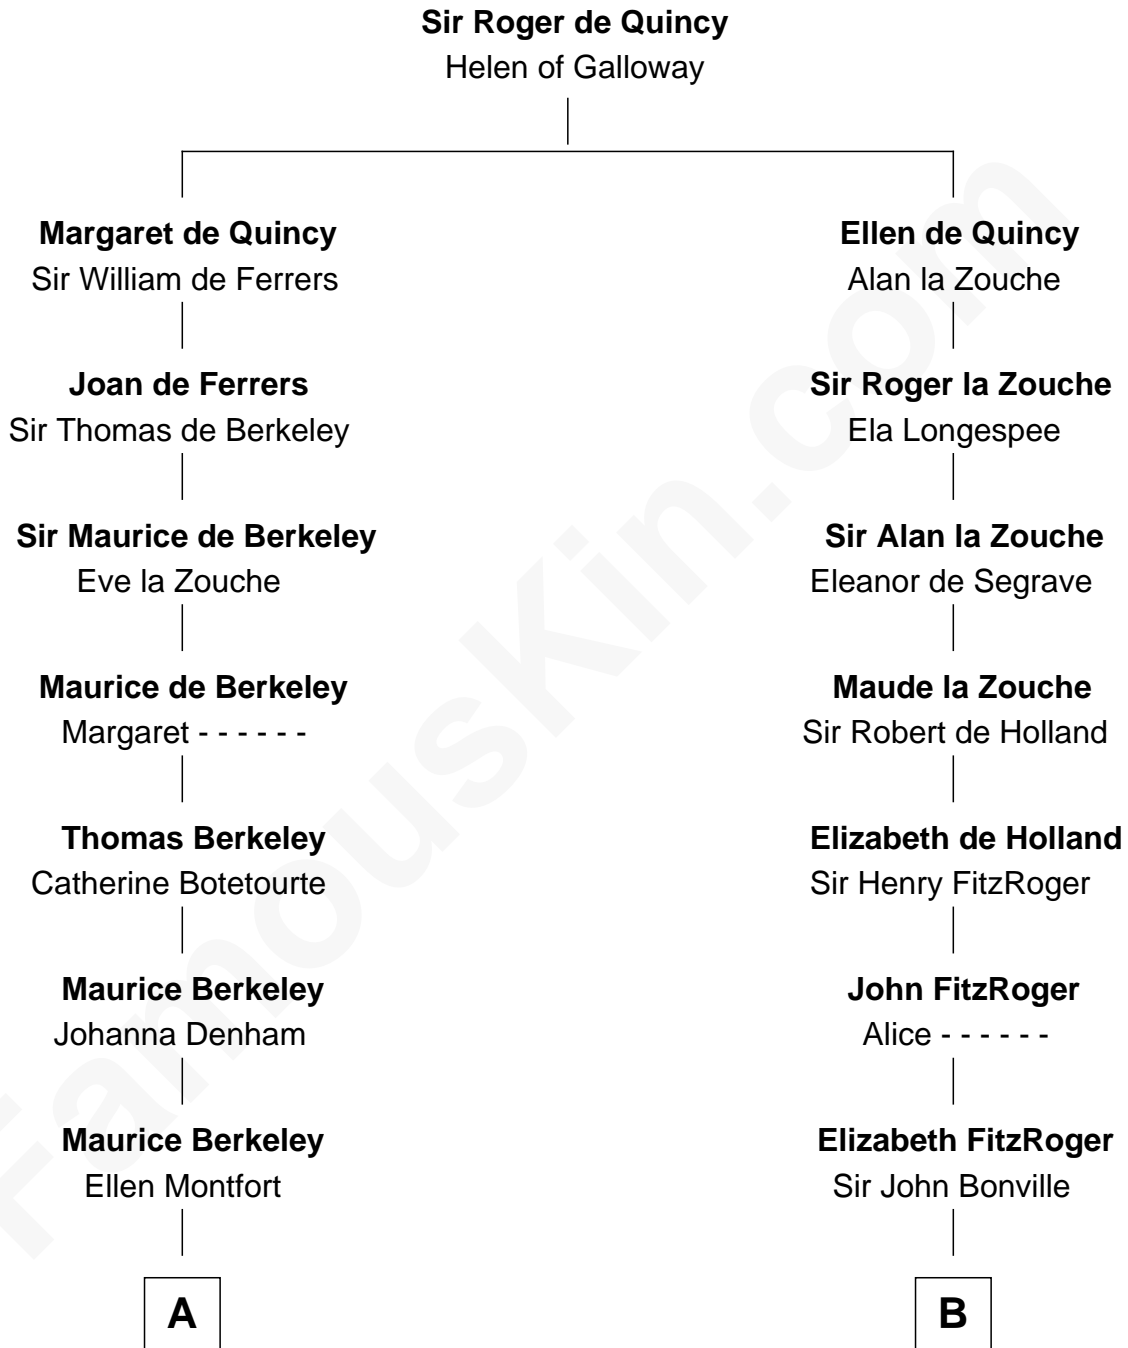 Sir Roger de Quincy
Helen of Galloway
Margaret de Quincy
Sir William de Ferrers
Ellen de Quincy
Alan la Zouche
Joan de Ferrers
Sir Thomas de Berkeley
Sir Roger la Zouche
Ela Longespee
Sir Maurice de Berkeley
Eve la Zouche
Sir Alan la Zouche
Eleanor de Segrave
Maurice de Berkeley
Margaret - - - - - -
Maude la Zouche
Sir Robert de Holland
Thomas Berkeley
Catherine Botetourte
Elizabeth de Holland
Sir Henry FitzRoger
Maurice Berkeley
Johanna Denham
John FitzRoger
Alice - - - - - -
Maurice Berkeley
Ellen Montfort
Elizabeth FitzRoger
Sir John Bonville
A
B
FamousKin.com